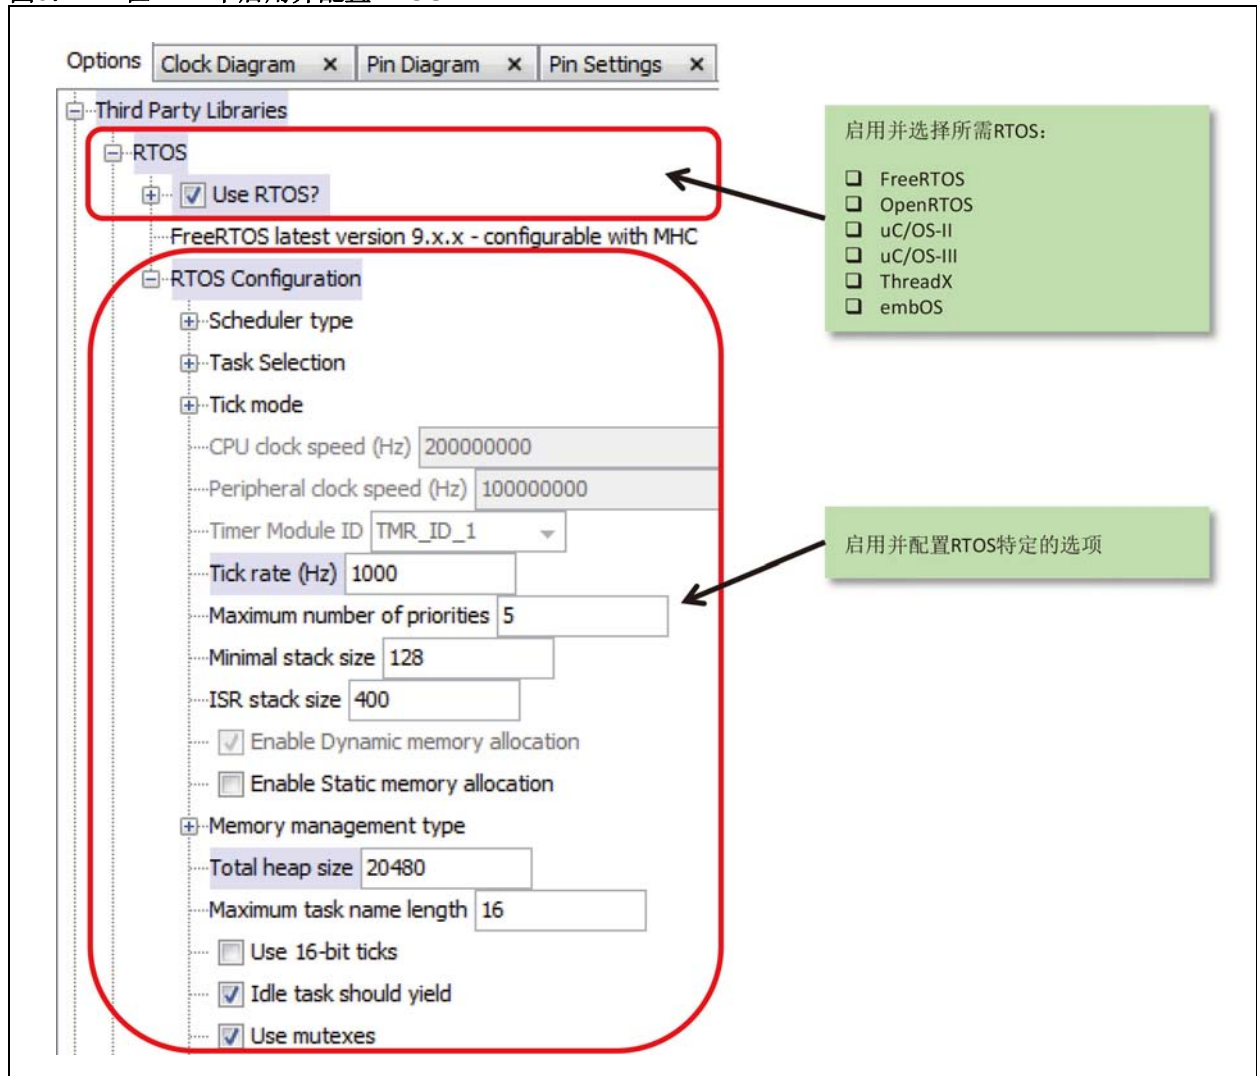 Options Clock Diagram × Pin Diagram × Pin Settings ×
Third Party Libraries
RTOS
Use RTOS?
FreeRTOS latest version 9.x.x - configurable with MHC
RTOS Configuration
Scheduler type
Task Selection
Tick mode
CPU clock speed (Hz) 200000000
Peripheral clock speed (Hz) 100000000
Timer Module ID TMR_ID_1
Tick rate (Hz) 1000
Maximum number of priorities 5
Minimal stack size 128
ISR stack size 400
Enable Dynamic memory allocation
Enable Static memory allocation
Memory management type
Total heap size 20480
Maximum task name length 16
Use 16-bit ticks
Idle task should yield
Use mutexes
启用并选择所需RTOS：
FreeRTOS
OpenRTOS
uC/OS-II
uC/OS-III
ThreadX
embOS
启用并配置RTOS特定的选项